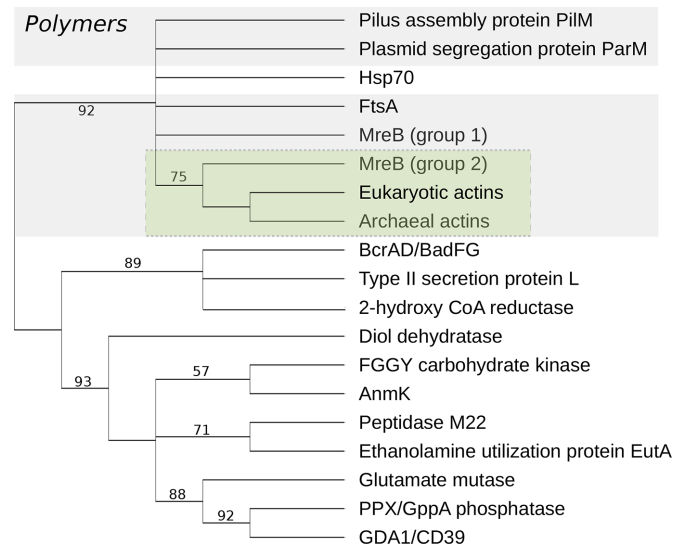 Polymers
Pilus assembly protein PilM
Plasmid segregation protein ParM
Hsp70
92
FtsA
MreB (group 1)
MreB (group 2)
75
Eukaryotic actins
Archaeal actins
BcrAD/BadFG
89
Type II secretion protein L
2-hydroxy CoA reductase
Diol dehydratase
FGGY carbohydrate kinase
57
93
AnmK
Peptidase M22
71
Ethanolamine utilization protein EutA
Glutamate mutase
88
PPX/GppA phosphatase
92
GDA1/CD39